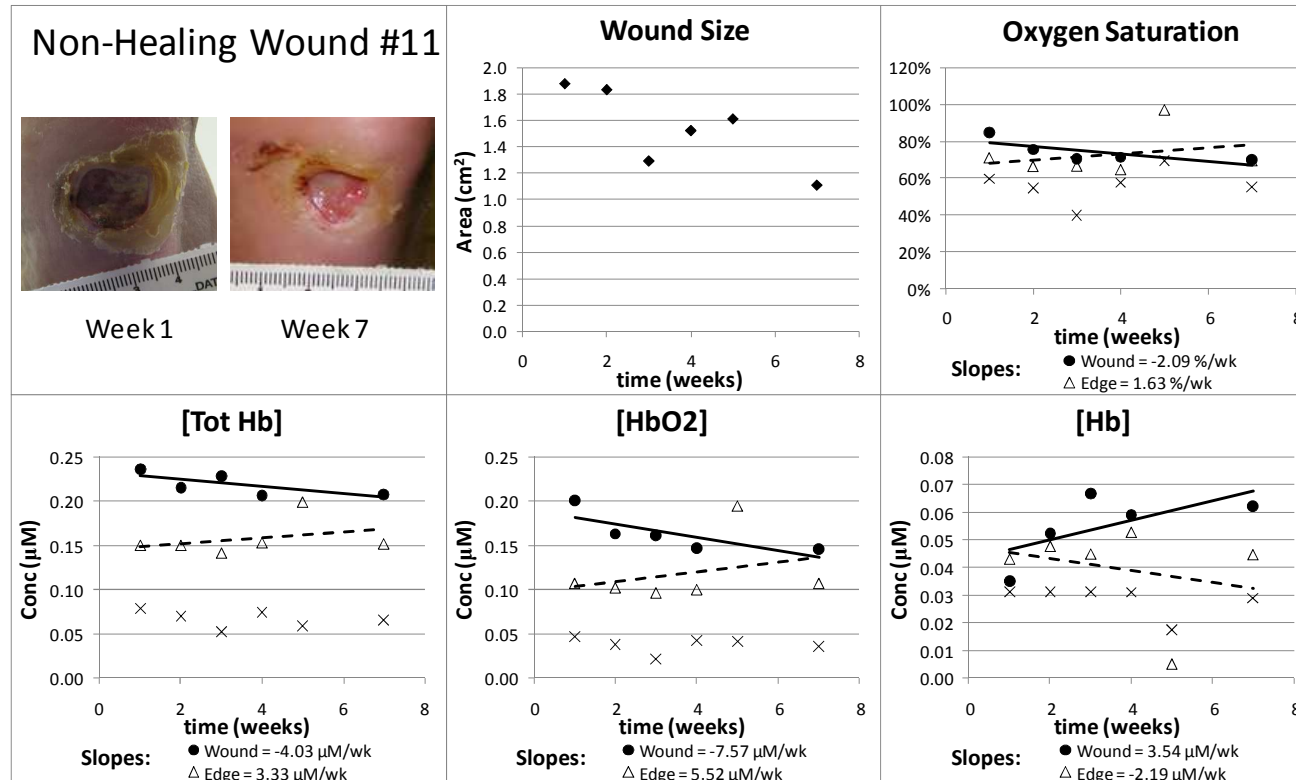 Non-Healing Wound #11
3 4 DAT
Week 1
Week 7
Wound Size
2.0
1.8
1.6
1.4
1.2
1.0
0.8
0.6
0.4
0.2
0.0
Area (cm²)
0 2 4 6 8
time (weeks)
Oxygen Saturation
120%
100%
80%
60%
40%
20%
0%
0 2 4 6 8
time (weeks)
Slopes:
Wound = -2.09 %/wk
Edge = 1.63 %/wk
[Tot Hb]
0.25
0.20
0.15
0.10
0.05
0.00
Conc (µM)
0 2 4 6 8
time (weeks)
Slopes:
Wound = -4.03 µM/wk
Edge = 3.33 µM/wk
[HbO2]
0.25
0.20
0.15
0.10
0.05
0.00
Conc (µM)
0 2 4 6 8
time (weeks)
Slopes:
Wound = -7.57 µM/wk
Edge = 5.52 µM/wk
[Hb]
0.08
0.07
0.06
0.05
0.04
0.03
0.02
0.01
0.00
Conc (µM)
0 2 4 6 8
time (weeks)
Slopes:
Wound = 3.54 µM/wk
Edge = -2.19 µM/wk